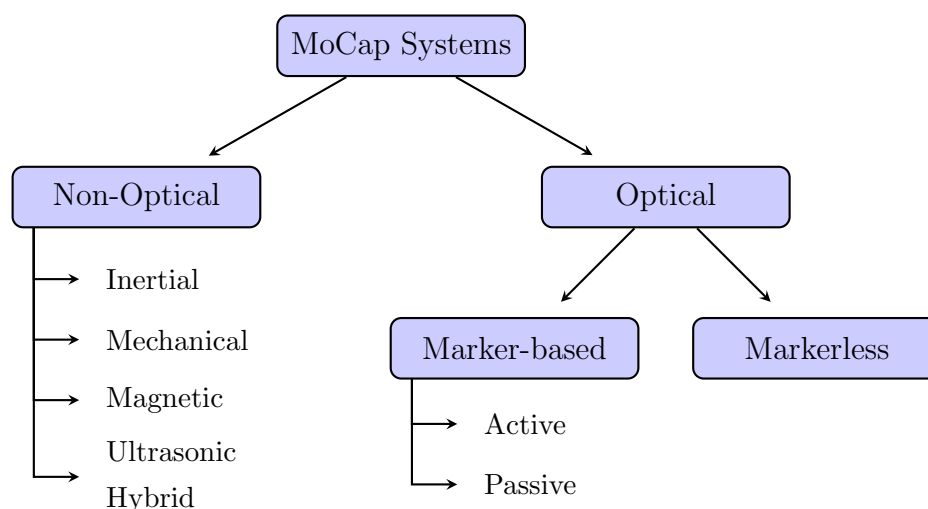 MoCap Systems
Non-Optical
Optical
Inertial
Mechanical
Magnetic
Ultrasonic
Hybrid
Marker-based
Markerless
Active
Passive